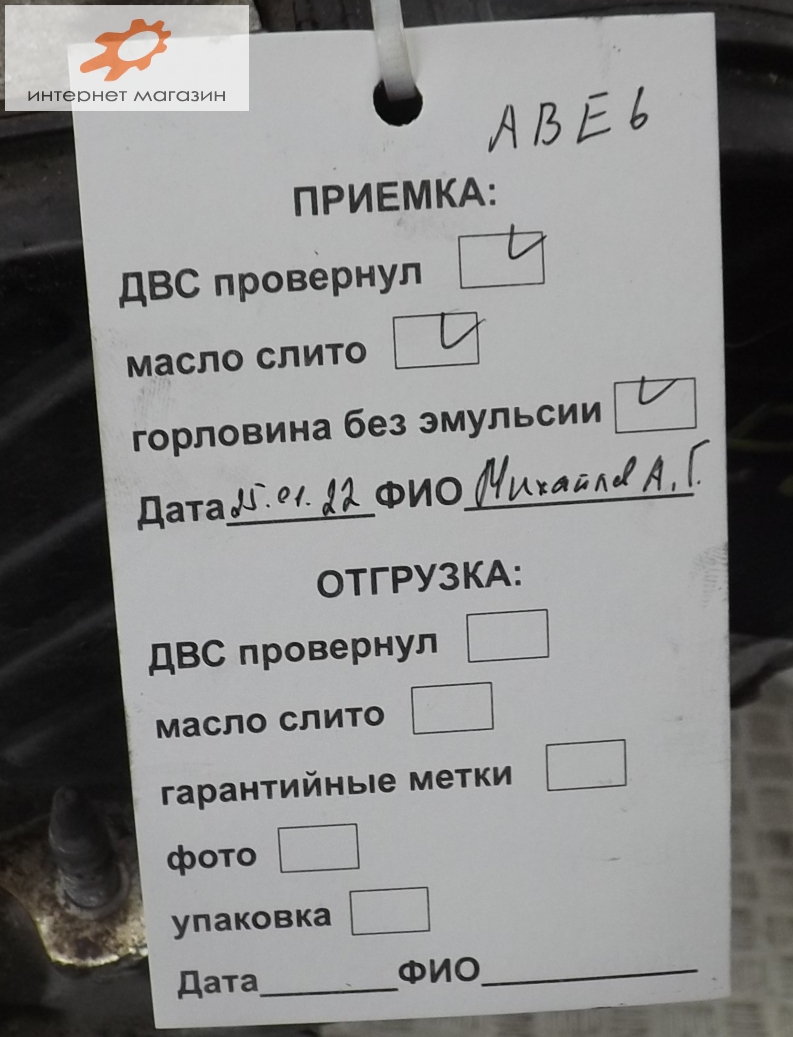 интернет магазин
ABE6
ПРИЕМКА:
ДВС провернул
масло слито
горловина без эмульсии
Дата 25.01.22 ФИО Михайлов А.Г.
ОТГРУЗКА:
ДВС провернул
масло слито
гарантийные метки
фото
упаковка
Дата ФИО